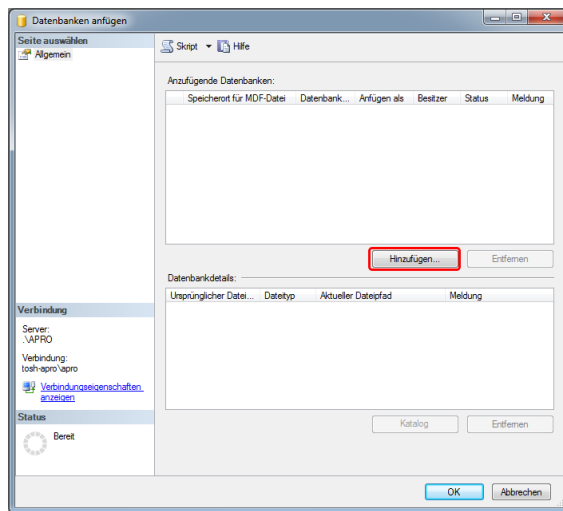 Datenbanken anfügen
Seite auswählen
Allgemein
Skript
Hilfe
Anzufügende Datenbanken:
Speicherort für MDF-Datei Datenbank... Anfügen als Besitzer Status Meldung
Hinzufügen... Entfernen
Datenbankdetails:
Ursprünglicher Datei... Dateityp Aktueller Dateipfad Meldung
Verbindung
Server:
.\APRO
Verbindung:
tosh-apro\apro
Verbindungseigenschaften
anzeigen
Status
Bereit
Katalog Entfernen
OK Abbrechen